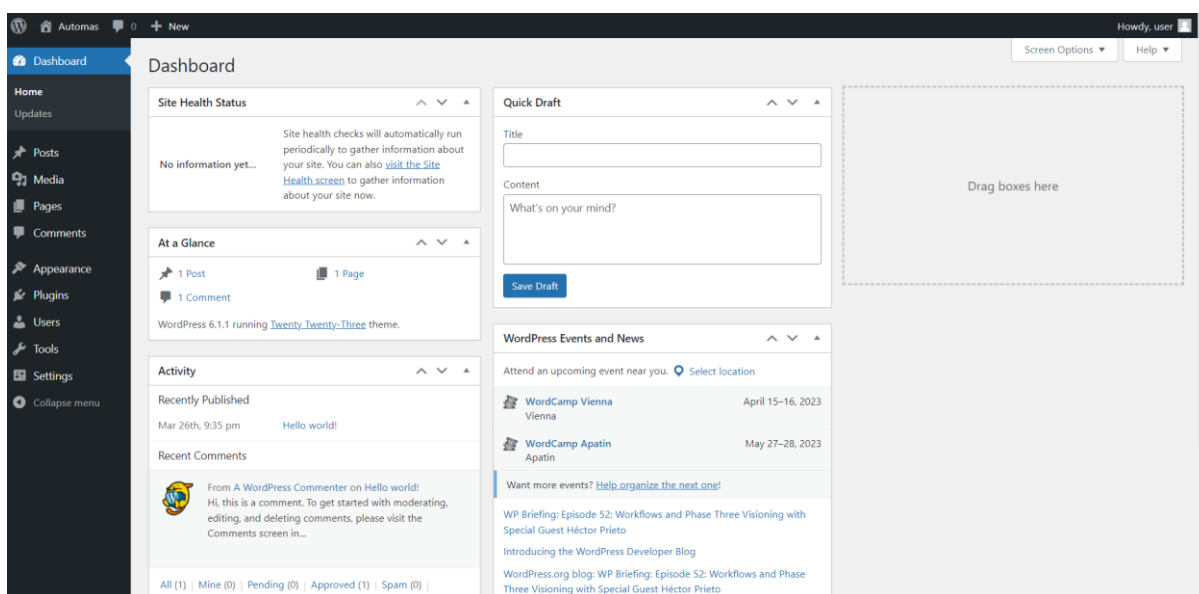 Automas
0
New
Howdy, user
Dashboard
Home
Updates
Posts
Media
Pages
Comments
Appearance
Plugins
Users
Tools
Settings
Collapse menu
Screen Options
Help
Dashboard
Site Health Status
No information yet...
Site health checks will automatically run
periodically to gather information about
your site. You can also visit the Site
Health screen to gather information
about your site now.
At a Glance
1 Post
1 Page
1 Comment
WordPress 6.1.1 running Twenty Twenty-Three theme.
Activity
Recently Published
Mar 26th, 9:35 pm
Hello world!
Recent Comments
From A WordPress Commenter on Hello world!
Hi, this is a comment. To get started with moderating,
editing, and deleting comments, please visit the
Comments screen in...
All (1) | Mine (0) | Pending (0) | Approved (1) | Spam (0) |
Quick Draft
Title
Content
What's on your mind?
Save Draft
WordPress Events and News
Attend an upcoming event near you. Select location
WordCamp Vienna
April 15–16, 2023
Vienna
WordCamp Apatin
May 27–28, 2023
Apatin
Want more events? Help organize the next one!
WP Briefing: Episode 52: Workflows and Phase Three Visioning with
Special Guest Héctor Prieto
Introducing the WordPress Developer Blog
WordPress.org blog: WP Briefing: Episode 52: Workflows and Phase
Three Visioning with Special Guest Héctor Prieto
Drag boxes here